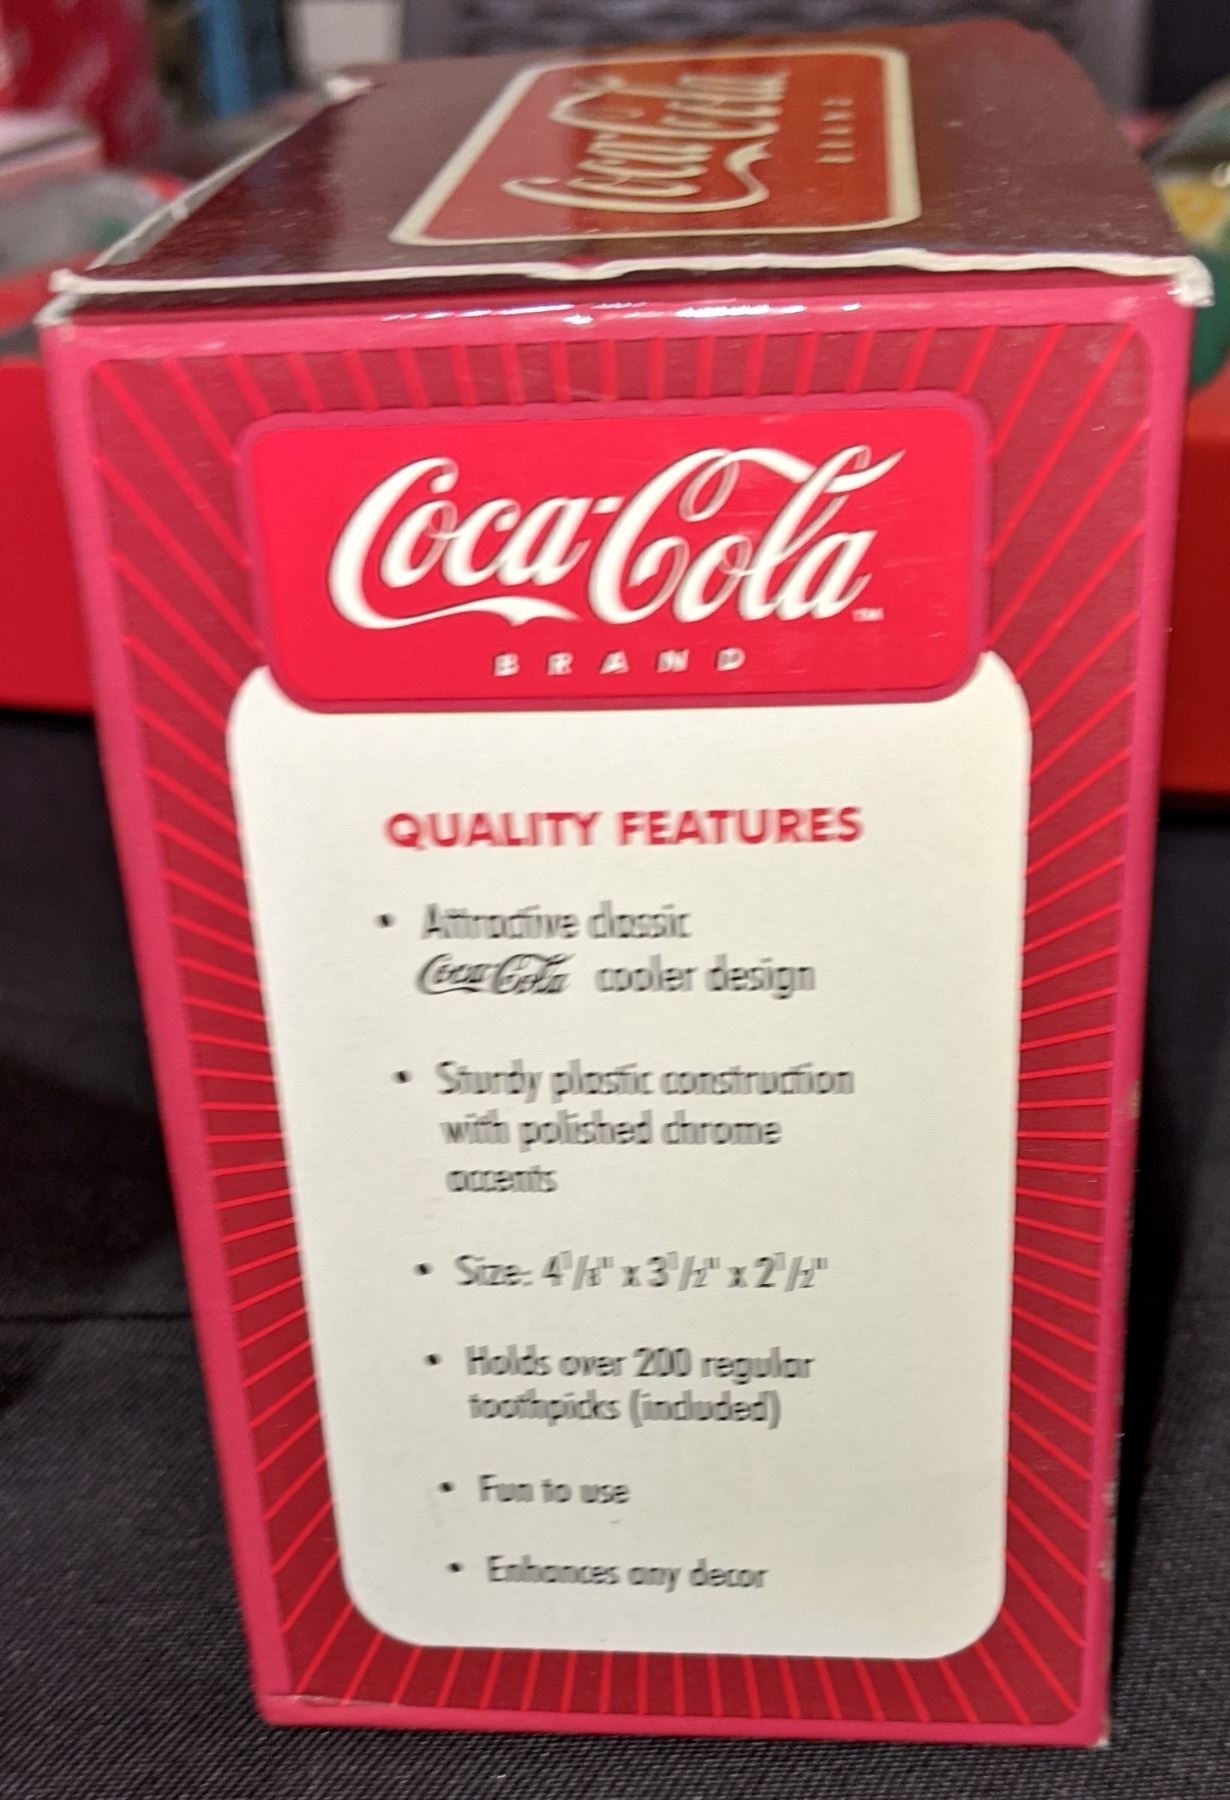 Coca-Cola
BRAND
Coca-Cola™
BRAND
QUALITY FEATURES
• Attractive classic
Coca-Cola cooler design
• Sturdy plastic construction
with polished chrome
accents
• Size: 4 1/8" x 3 1/2" x 2 1/2"
• Holds over 200 regular
toothpicks (included)
• Fun to use
• Enhances any decor